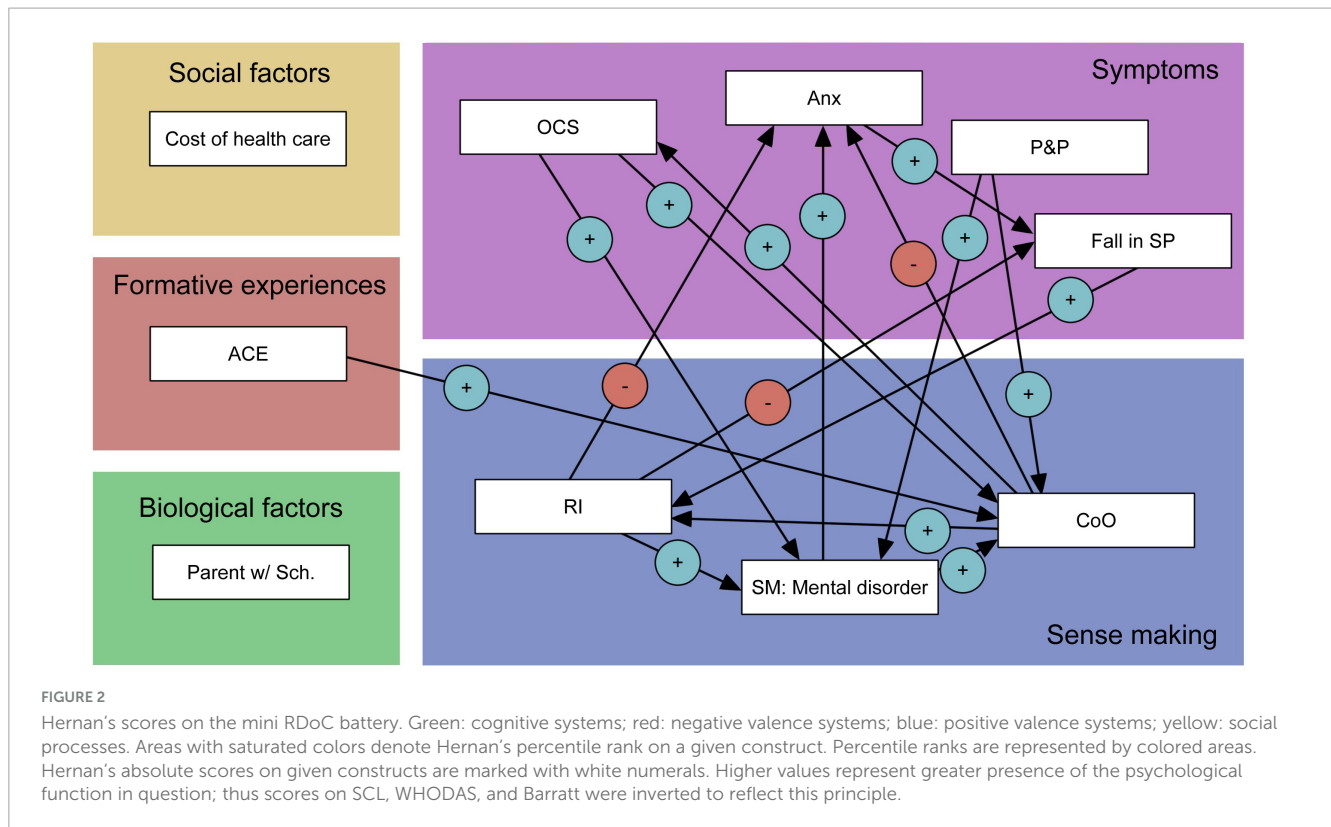 Social factors
Cost of health care
Formative experiences
ACE
Biological factors
Parent w/ Sch.
Symptoms
OCS
Anx
P&P
Fall in SP
+
+
+
+
+
+
-
+
+
-
-
+
+
RI
SM: Mental disorder
CoO
+
+
+
Sense making
FIGURE 2
Hernan's scores on the mini RDoC battery. Green: cognitive systems; red: negative valence systems; blue: positive valence systems; yellow: social
processes. Areas with saturated colors denote Hernan's percentile rank on a given construct. Percentile ranks are represented by colored areas.
Hernan's absolute scores on given constructs are marked with white numerals. Higher values represent greater presence of the psychological
function in question; thus scores on SCL, WHODAS, and Barratt were inverted to reflect this principle.